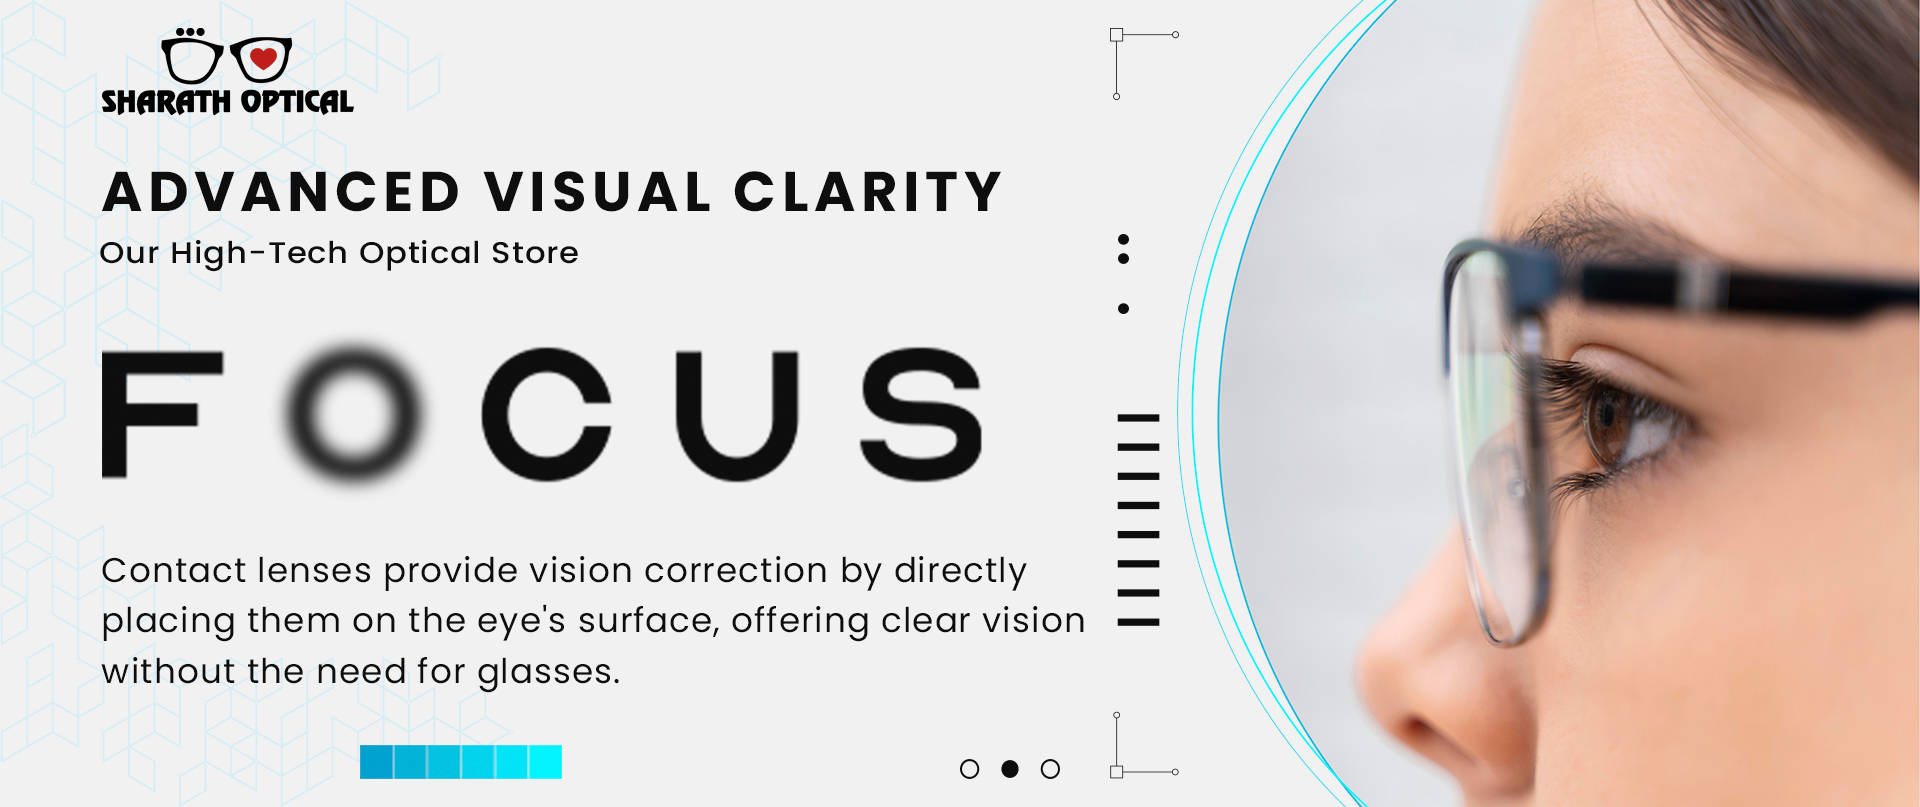 SHARATH OPTICAL
ADVANCED VISUAL CLARITY
Our High-Tech Optical Store
FOCUS
Contact lenses provide vision correction by directly
placing them on the eye's surface, offering clear vision
without the need for glasses.